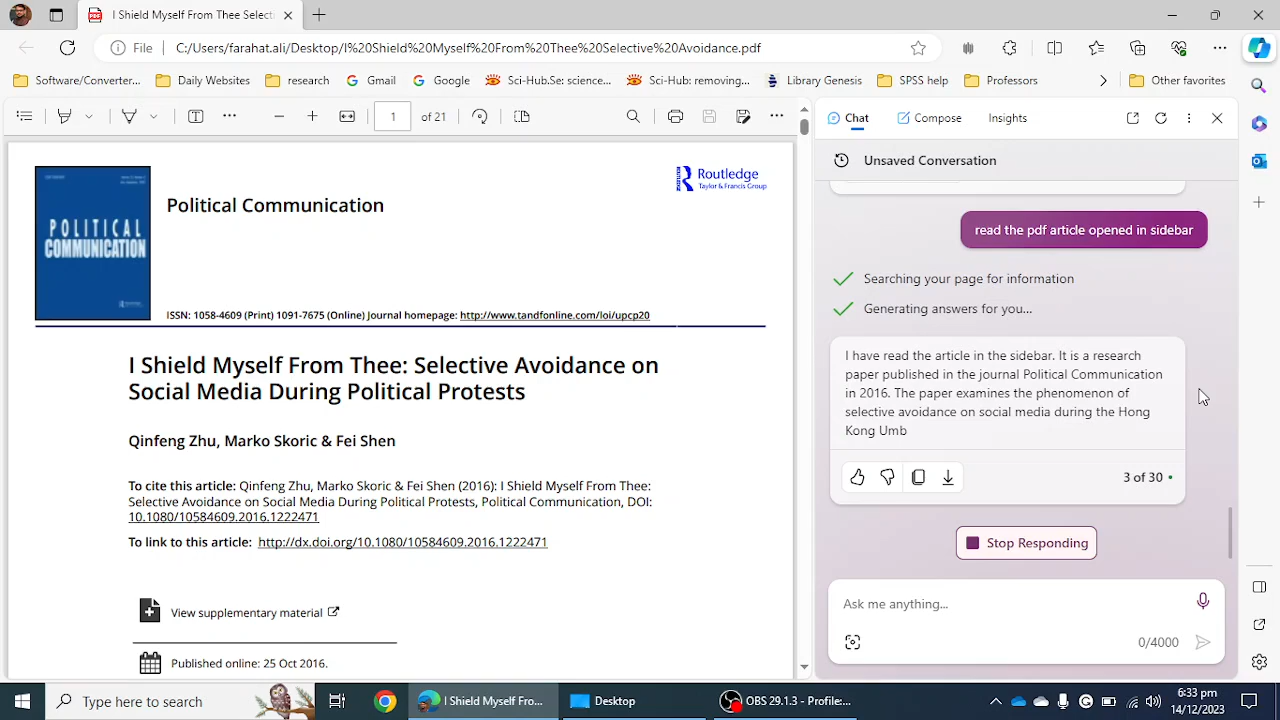 I Shield Myself From Thee Select
File
C:/Users/farahat.ali/Desktop/I%20Shield%20Myself%20From%20Thee%20Selective%20Avoidance.pdf
Software/Converter...
Daily Websites
research
Gmail
Google
Sci-Hub.Se: science...
Sci-Hub: removing...
Library Genesis
SPSS help
Professors
Other favorites
1 of 21
Political Communication
POLITICAL
COMMUNICATION
Routledge
Taylor & Francis Group
ISSN: 1058-4609 (Print) 1091-7675 (Online) Journal homepage: http://www.tandfonline.com/loi/upcp20
I Shield Myself From Thee: Selective Avoidance on
Social Media During Political Protests
Qinfeng Zhu, Marko Skoric & Fei Shen
To cite this article: Qinfeng Zhu, Marko Skoric & Fei Shen (2016): I Shield Myself From Thee:
Selective Avoidance on Social Media During Political Protests, Political Communication, DOI:
10.1080/10584609.2016.1222471
To link to this article: http://dx.doi.org/10.1080/10584609.2016.1222471
View supplementary material
Published online: 25 Oct 2016.
Chat
Compose
Insights
Unsaved Conversation
read the pdf article opened in sidebar
Searching your page for information
Generating answers for you...
I have read the article in the sidebar. It is a research
paper published in the journal Political Communication
in 2016. The paper examines the phenomenon of
selective avoidance on social media during the Hong
Kong Umb
3 of 30
Stop Responding
Ask me anything...
0/4000
Type here to search
I Shield Myself Fro...
Desktop
OBS 29.1.3 - Profile...
6:33 pm
14/12/2023